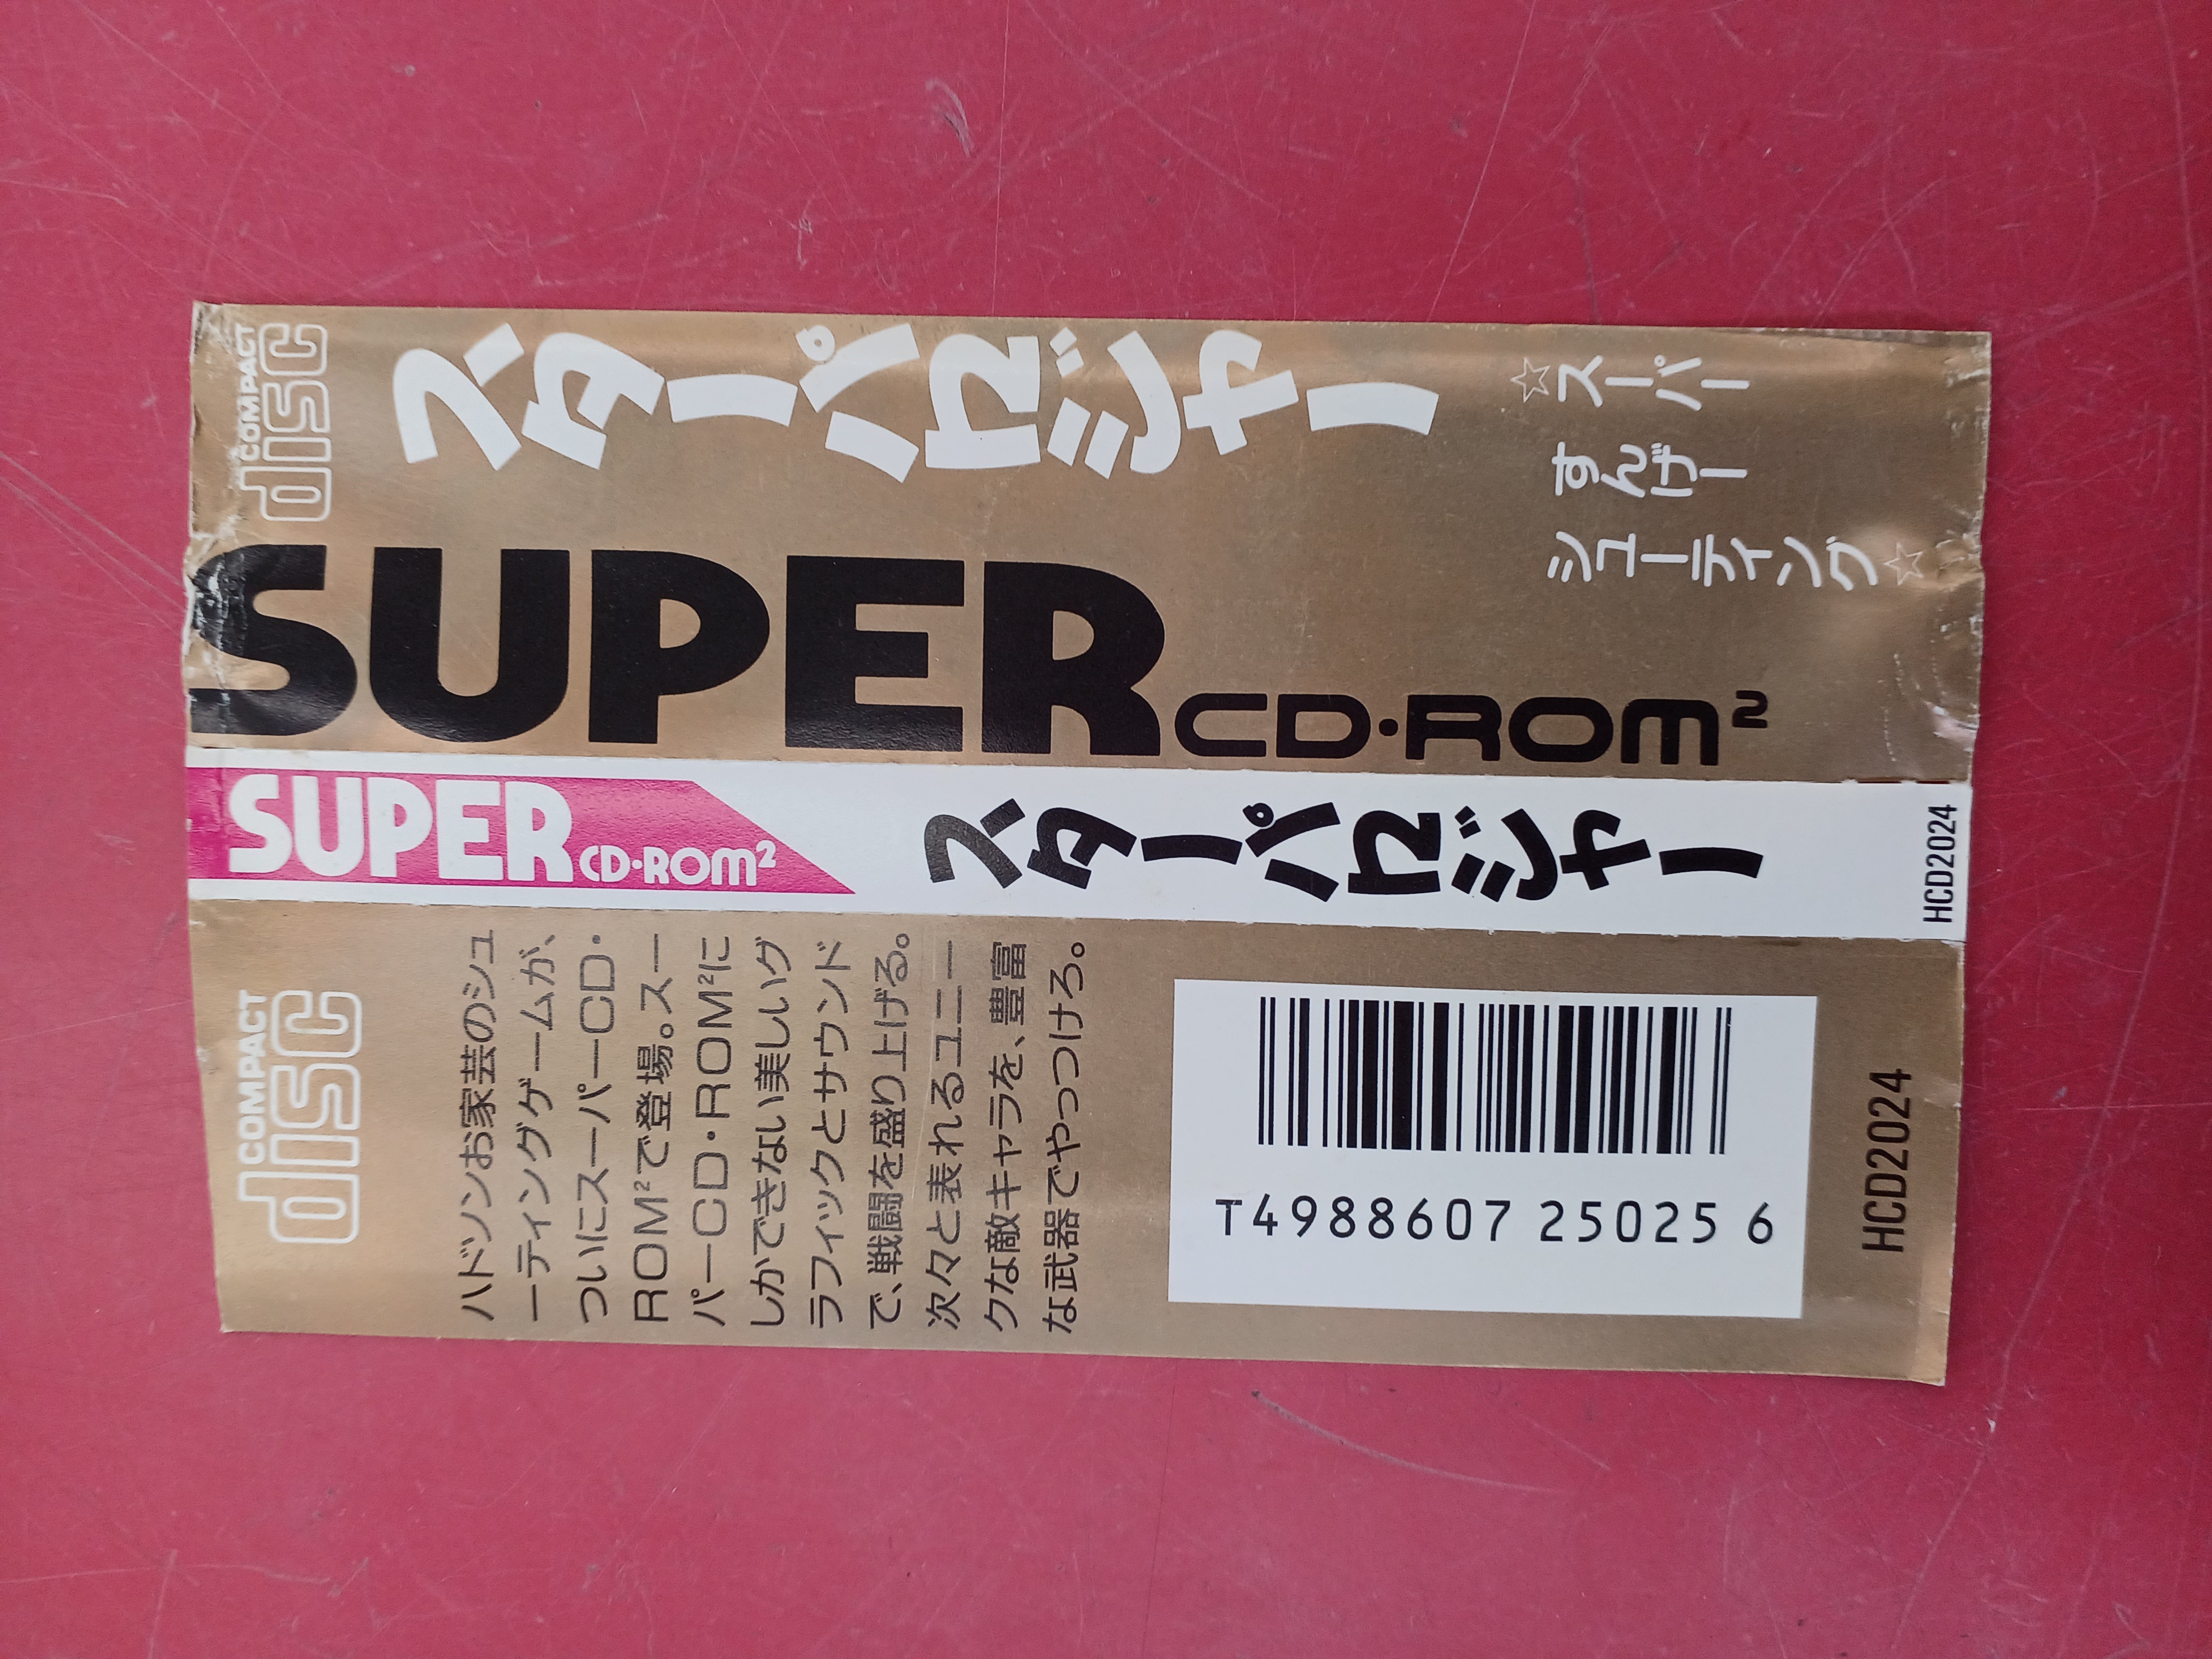 COMPACT
disc
スターパロジャー
☆スーパー
すんげー
シューティング☆
SUPER CD・ROM²
SUPER CD・ROM²
スターパロジャー
HCD2024
COMPACT
disc
ハドソンお家芸のシュ
ーティングゲームが、
ついにスーパーCD・
ROM²で登場。スー
パーCD・ROM²に
しかできない美しいグ
ラフィックとサウンド
で、戦闘を盛り上げる。
次々と表れるユニー
クな敵キャラを、豊富
な武器でやっつけろ。
T4988607 25025 6
HCD2024